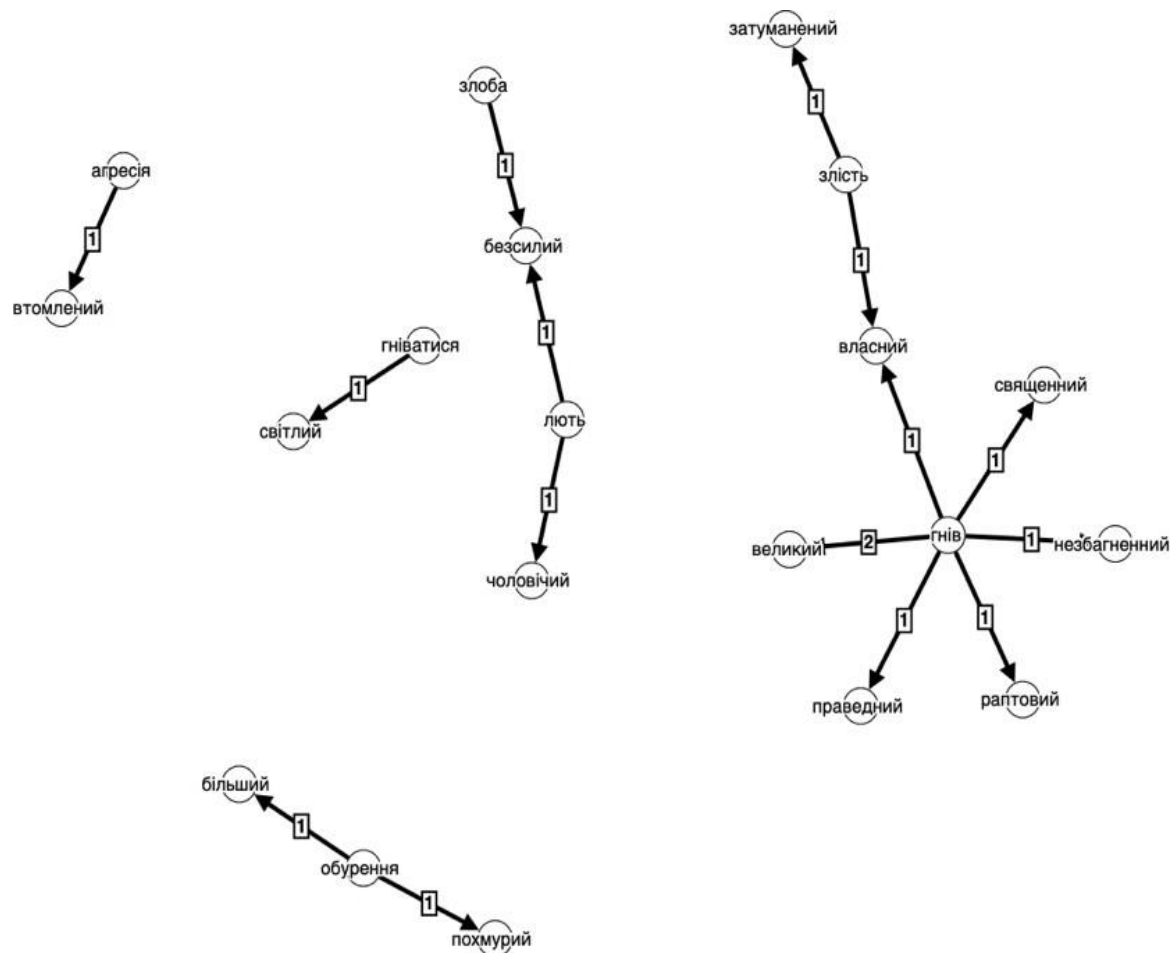 затуманений
1
злоба
1
агресія
злість
1
1
безсилий
1
втомлений
1
гніватися
власний
1
священний
світлий
лють
1
1
1
великий
2
гнів
1
незбагненний
чоловічий
1
1
праведний
раптовий
більший
1
обурення
1
похмурий